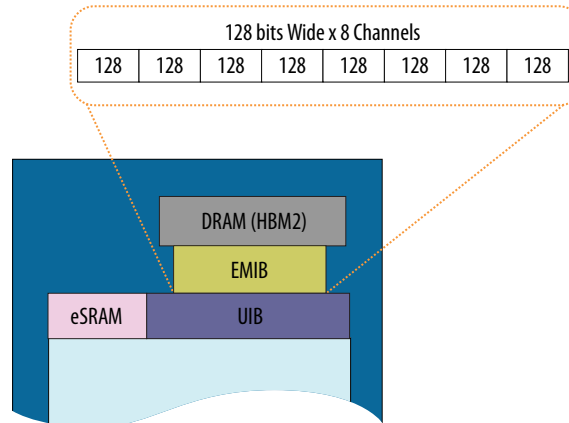 128 bits Wide x 8 Channels
128 128 128 128 128 128 128 128
DRAM (HBM2)
EMIB
eSRAM UIB